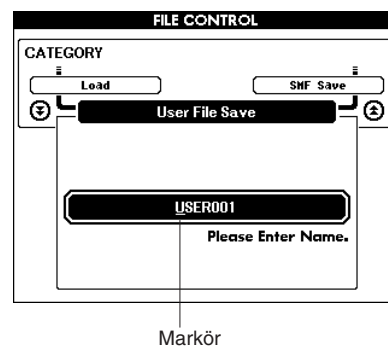 FILE CONTROL
CATEGORY
Load SMF Save
User File Save
USER001
Please Enter Name.
Markör